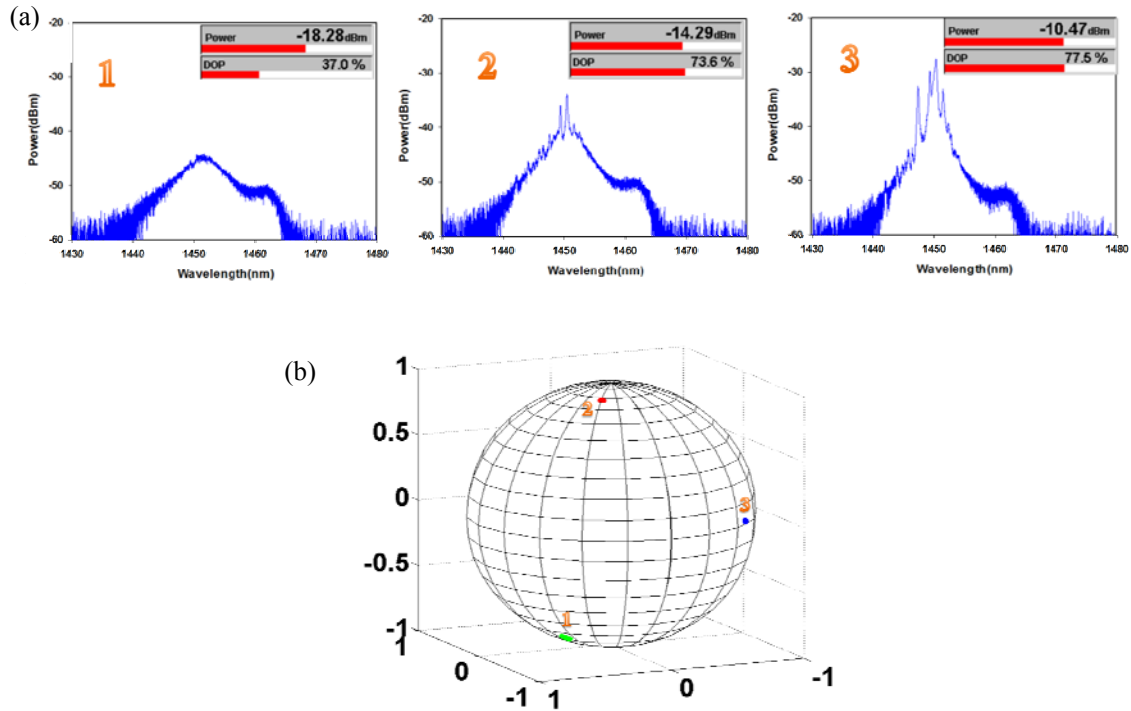 (a)
-20
-30
-40
-50
-60
Power(dBm)
1
Power -18.28dBm
DOP 37.0 %
1430 1440 1450 1460 1470 1480
Wavelength(nm)
-20
-30
-40
-50
-60
Power(dBm)
2
Power -14.29dBm
DOP 73.6 %
1430 1440 1450 1460 1470 1480
Wavelength(nm)
-20
-30
-40
-50
-60
Power(dBm)
3
Power -10.47dBm
DOP 77.5 %
1430 1440 1450 1460 1470 1480
Wavelength(nm)
(b)
1
0.5
0
-0.5
-1
2
3
1
1
0
-1
1
0
-1